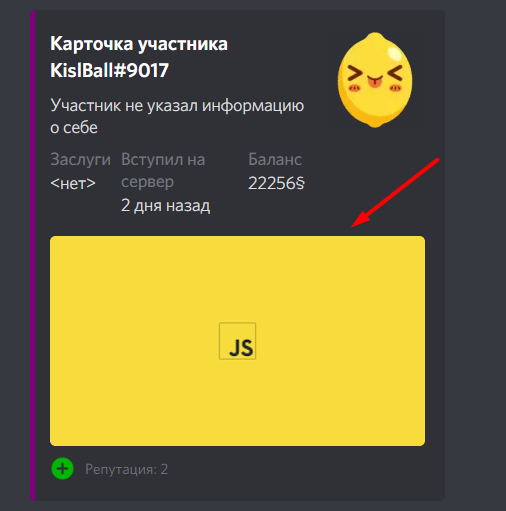 Карточка участника
KislBall#9017
Участник не указал информацию
о себе
Заслуги Вступил на Баланс
<нет> сервер 22256§
2 дня назад
JS
Репутация: 2